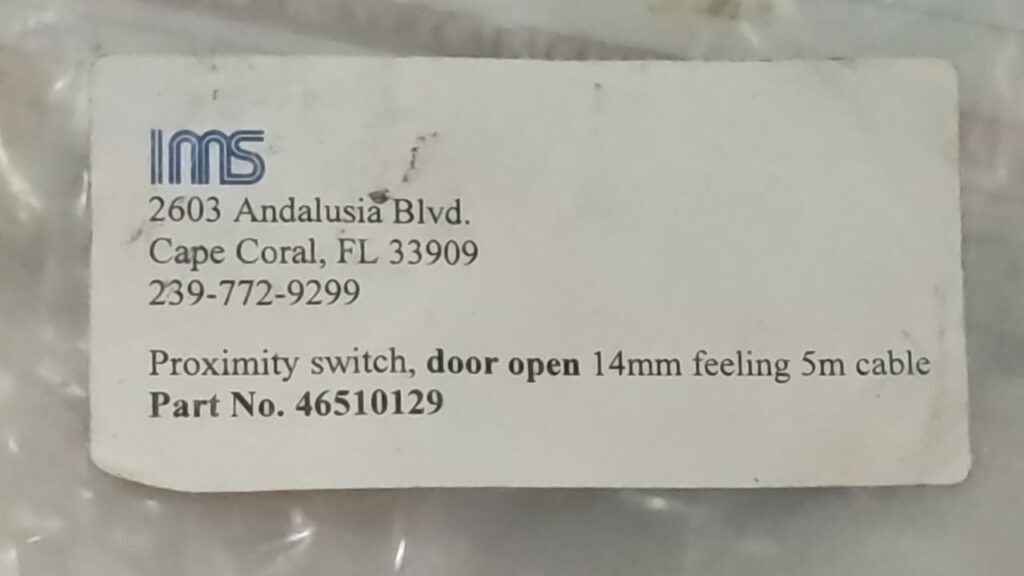 IMS
2603 Andalusia Blvd.
Cape Coral, FL 33909
239-772-9299
Proximity switch, door open 14mm feeling 5m cable
Part No. 46510129